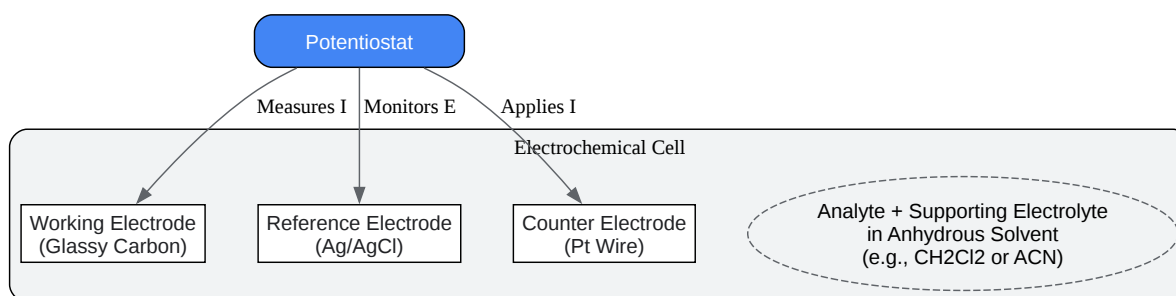 Potentiostat
Measures I
Monitors E
Applies I
Electrochemical Cell
Working Electrode
(Glassy Carbon)
Reference Electrode
(Ag/AgCl)
Counter Electrode
(Pt Wire)
Analyte + Supporting Electrolyte
in Anhydrous Solvent
(e.g., CH2Cl2 or ACN)